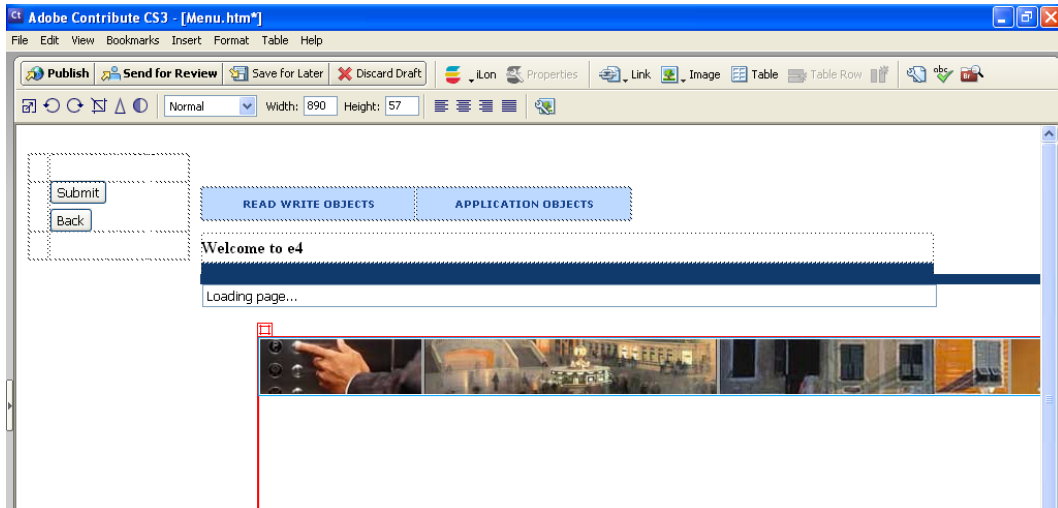 Ct Adobe Contribute CS3 - [Menu.htm*]
File Edit View Bookmarks Insert Format Table Help
Publish Send for Review Save for Later Discard Draft iLon Properties Link Image Table Table Row abc
Normal Width: 890 Height: 57
Submit
Back
READ WRITE OBJECTS APPLICATION OBJECTS
Welcome to e4
Loading page...